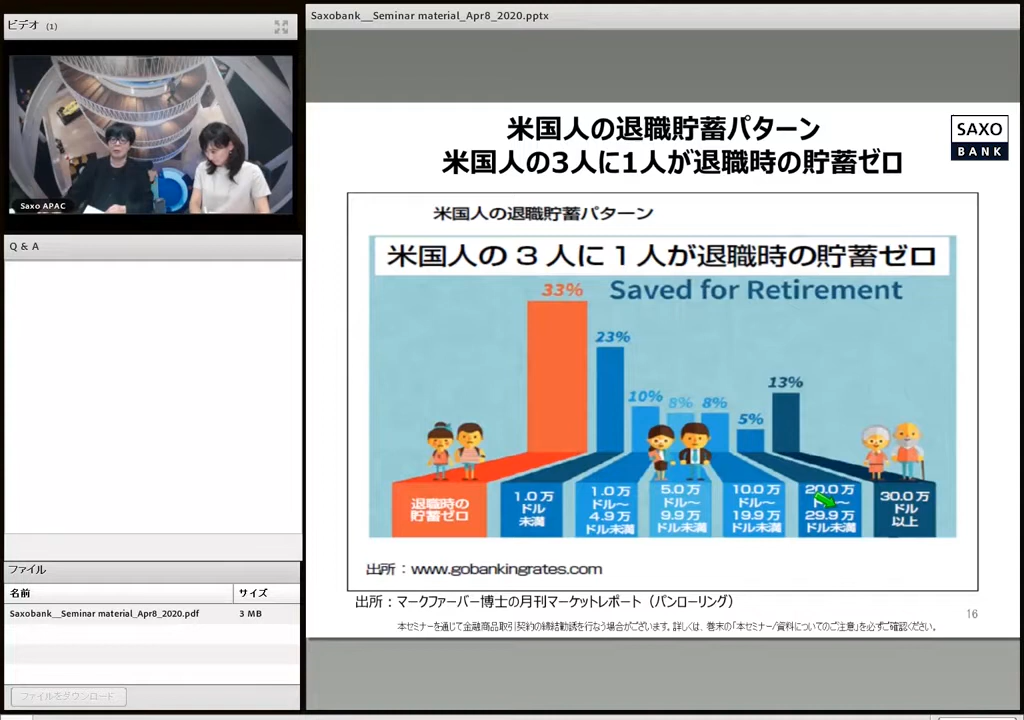 ビデオ (1)
Saxo APAC
Q & A
ファイル
名前 サイズ
Saxobank__Seminar material_Apr8_2020.pdf 3 MB
ファイルをダウンロード
Saxobank__Seminar material_Apr8_2020.pptx
米国人の退職貯蓄パターン
米国人の3人に1人が退職時の貯蓄ゼロ
SAXO
BANK
米国人の退職貯蓄パターン
米国人の3人に1人が退職時の貯蓄ゼロ
Saved for Retirement
33%
23%
10%
8%
8%
5%
13%
退職時の
貯蓄ゼロ
1.0万
ドル
未満
1.0万
ドル～
4.9万
ドル未満
5.0万
ドル～
9.9万
ドル未満
10.0万
ドル～
19.9万
ドル未満
20.0万
ド ～
29.9万
ドル未満
30.0万
ドル
以上
出所：www.gobankingrates.com
出所：マークファーバー博士の月刊マーケットレポート（パンローリング）
16
本セミナーを通じて金融商品取引契約の締結勧誘を行なう場合がございます。詳しくは、巻末の「本セミナー/資料についてのご注意」を必ずご確認ください。